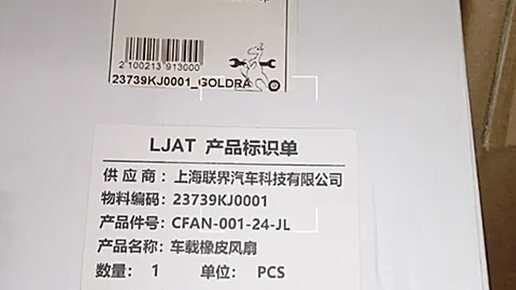 2 100213 913000
23739KJ0001_GOLDRA
LJAT 产品标识单
供 应 商： 上海联界汽车科技有限公司
物料编码： 23739KJ0001
产品件号： CFAN-001-24-JL
产品名称： 车载橡皮风扇
数量： 1 单位： PCS